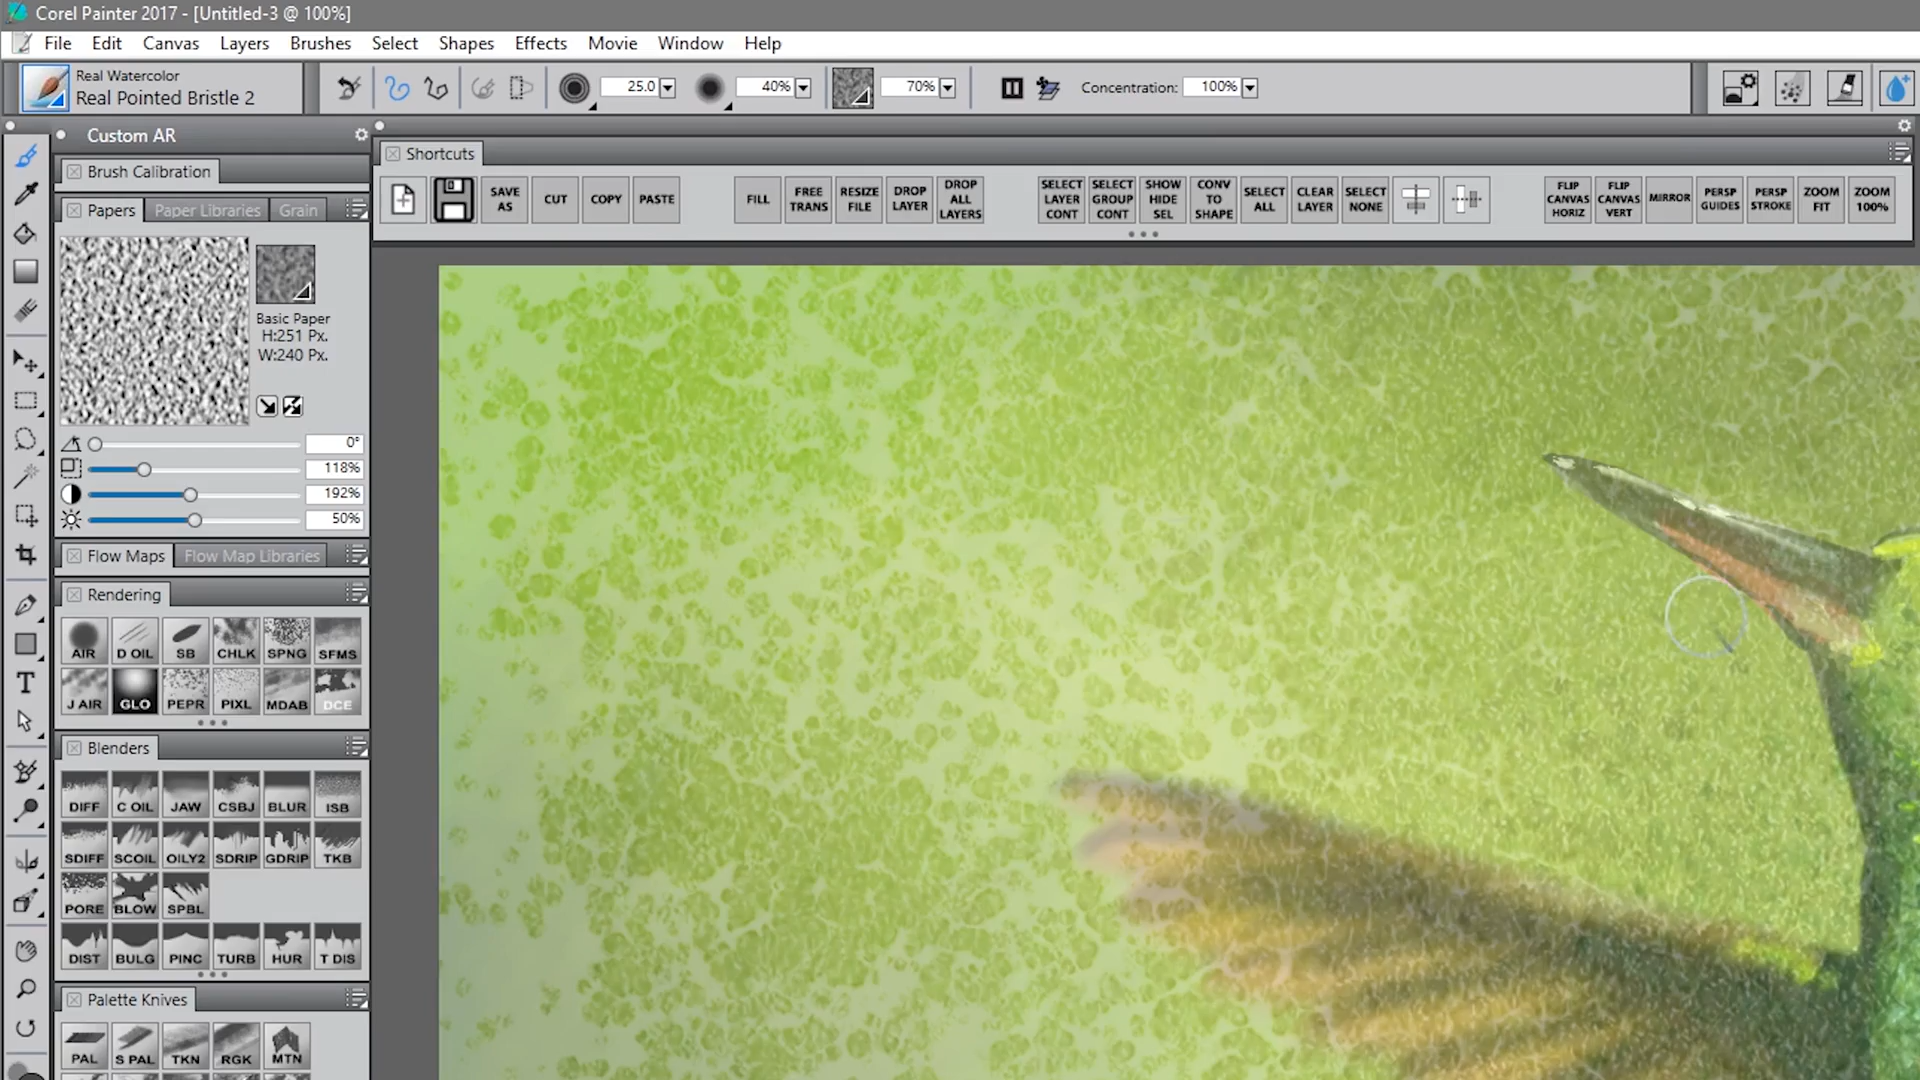 Corel Painter 2017 - [Untitled-3 @ 100%]
File Edit Canvas Layers Brushes Select Shapes Effects Movie Window Help
Real Watercolor
Real Pointed Bristle 2
25.0 40% 70% Concentration: 100%
Custom AR
Brush Calibration
Papers Paper Libraries Grain
Basic Paper
H:251 Px.
W:240 Px.
0°
118%
192%
50%
Flow Maps Flow Map Libraries
Rendering
AIR D OIL SB CHLK SPNG SFMS
J AIR GLO PEPR PIXL MDAB DCE
Blenders
DIFF C OIL JAW CSBJ BLUR ISB
SDIFF SCOIL OILY2 SDRIP GDRIP TKB
PORE BLOW SPBL
DIST BULG PINC TURB HUR T DIS
Palette Knives
PAL S PAL TKN RGK MTN
Shortcuts
SAVE AS CUT COPY PASTE FILL FREE TRANS RESIZE FILE DROP LAYER DROP ALL LAYERS SELECT LAYER CONT SELECT GROUP CONT SHOW HIDE SEL CONV TO SHAPE SELECT ALL CLEAR LAYER SELECT NONE FLIP CANVAS HORIZ FLIP CANVAS VERT MIRROR PERSP GUIDES PERSP STROKE ZOOM FIT ZOOM 100%